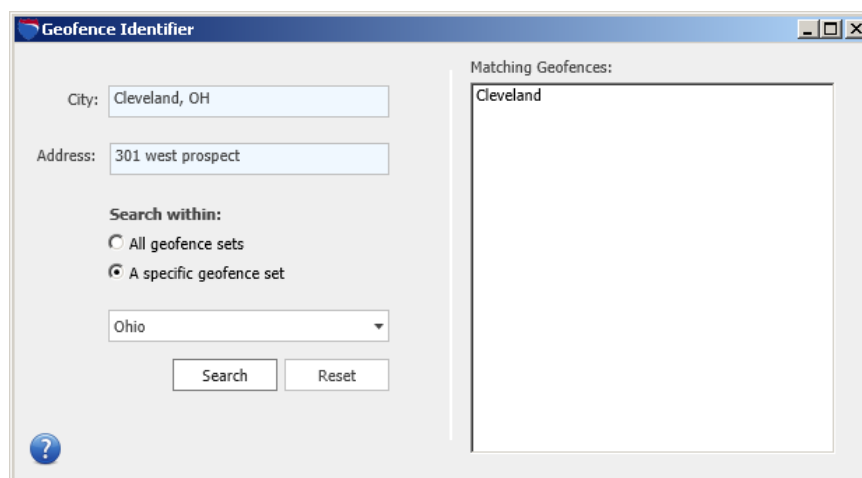 Geofence Identifier
City:
Cleveland, OH
Address:
301 west prospect
Search within:
All geofence sets
A specific geofence set
Ohio
Search
Reset
?
Matching Geofences:
Cleveland